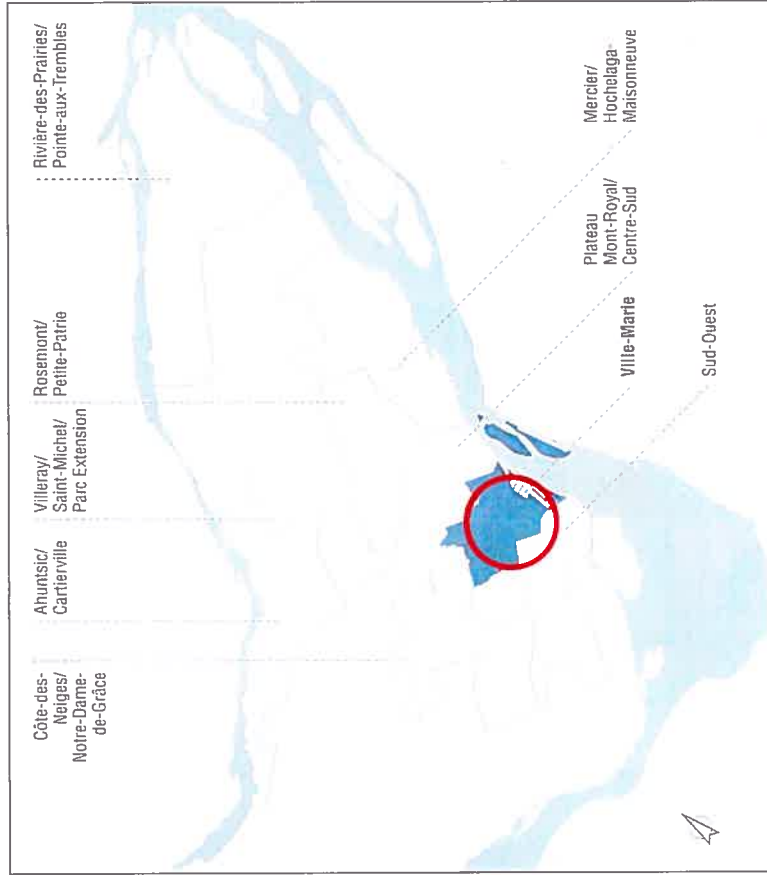 Côte-des-
Neiges/
Notre-Dame-
de-Grâce
Ahuntsic/
Cartierville
Villeray/
Saint-Michel/
Parc Extension
Rosemont/
Petite-Patrie
Rivière-des-Prairies/
Pointe-aux-Trembles
Sud-Ouest
Ville-Marie
Plateau
Mont-Royal/
Centre-Sud
Mercier/
Hochelaga-
Maisonneuve